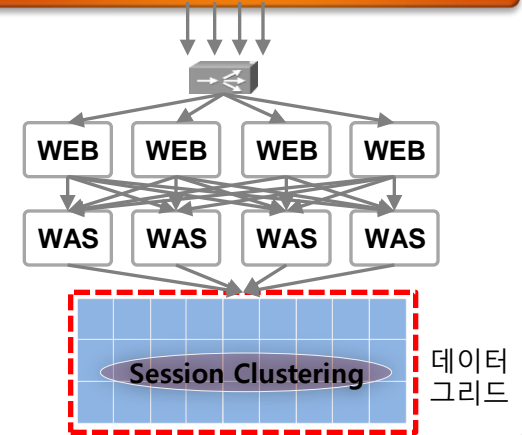 WEB WEB WEB WEB
WAS WAS WAS WAS
Session Clustering
데이터
그리드